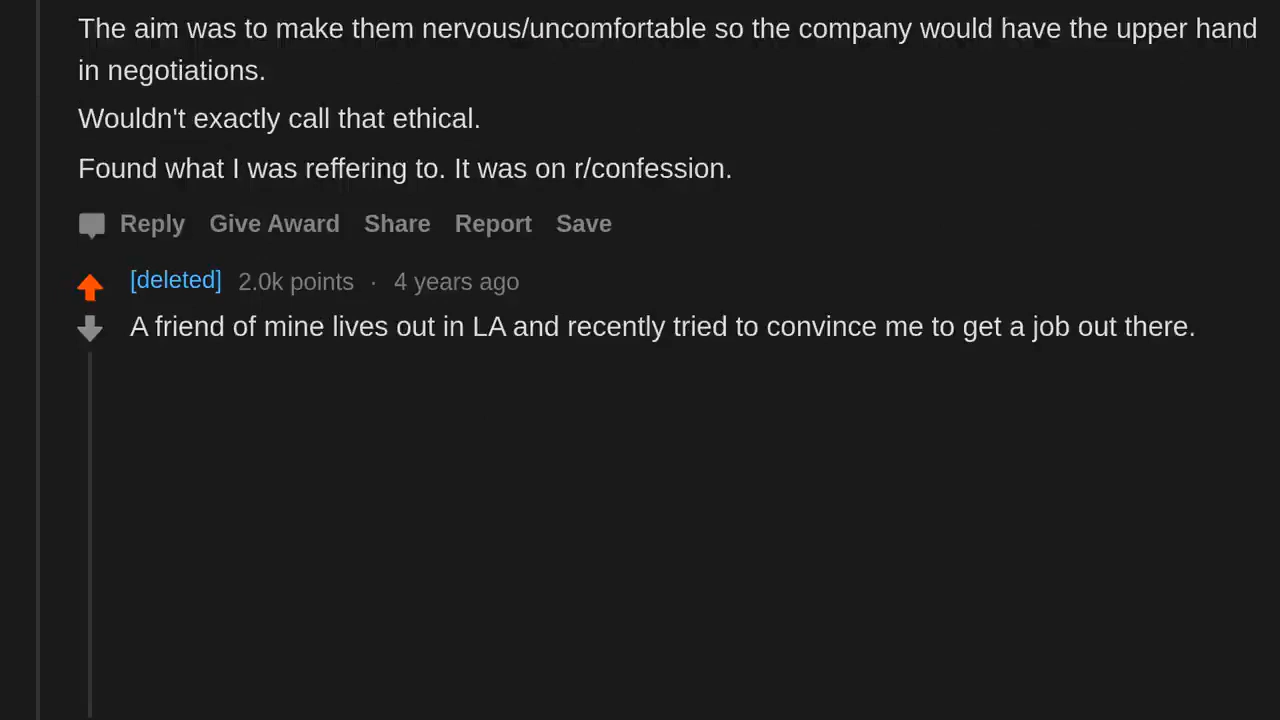 The aim was to make them nervous/uncomfortable so the company would have the upper hand
in negotiations.
Wouldn't exactly call that ethical.
Found what I was reffering to. It was on r/confession.
Reply Give Award Share Report Save
[deleted] 2.0k points · 4 years ago
A friend of mine lives out in LA and recently tried to convince me to get a job out there.